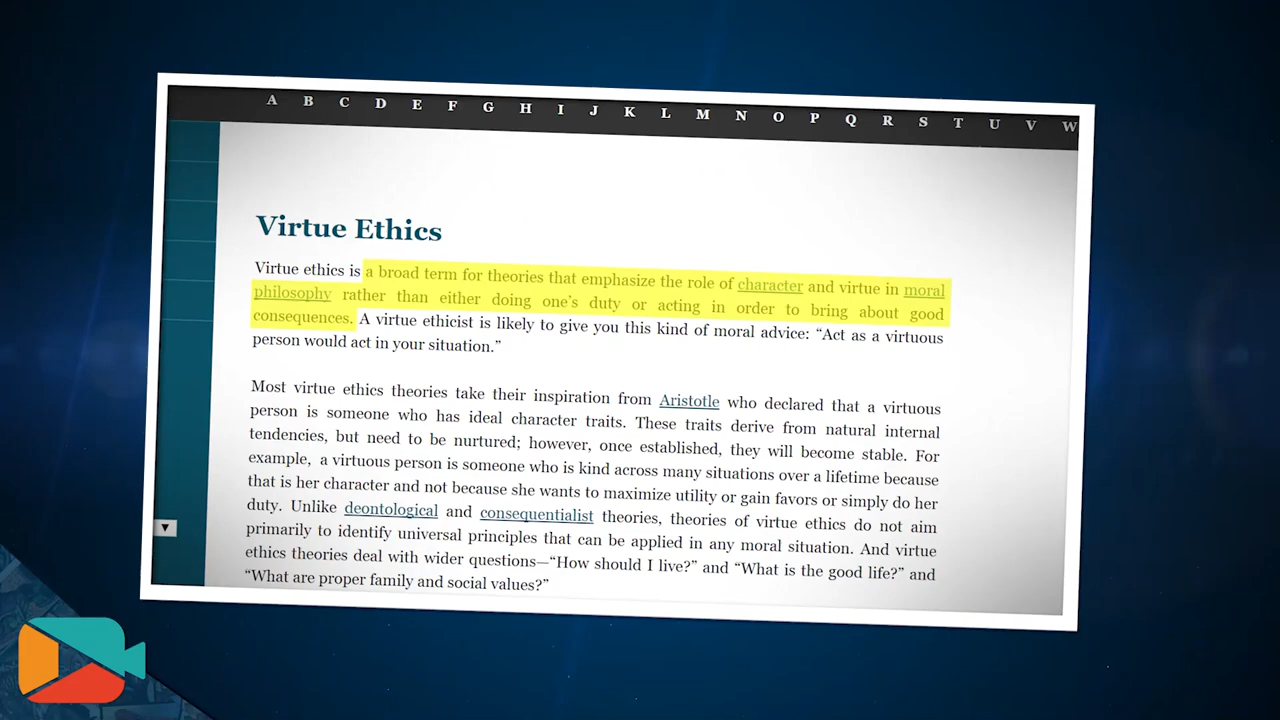 A B C D E F G H I J K L M N O P Q R S T U V W
Virtue Ethics
Virtue ethics is a broad term for theories that emphasize the role of character and virtue in moral
philosophy rather than either doing one’s duty or acting in order to bring about good
consequences. A virtue ethicist is likely to give you this kind of moral advice: “Act as a virtuous
person would act in your situation.”
Most virtue ethics theories take their inspiration from Aristotle who declared that a virtuous
person is someone who has ideal character traits. These traits derive from natural internal
tendencies, but need to be nurtured; however, once established, they will become stable. For
example, a virtuous person is someone who is kind across many situations over a lifetime because
that is her character and not because she wants to maximize utility or gain favors or simply do her
duty. Unlike deontological and consequentialist theories, theories of virtue ethics do not aim
primarily to identify universal principles that can be applied in any moral situation. And virtue
ethics theories deal with wider questions—“How should I live?” and “What is the good life?” and
“What are proper family and social values?”